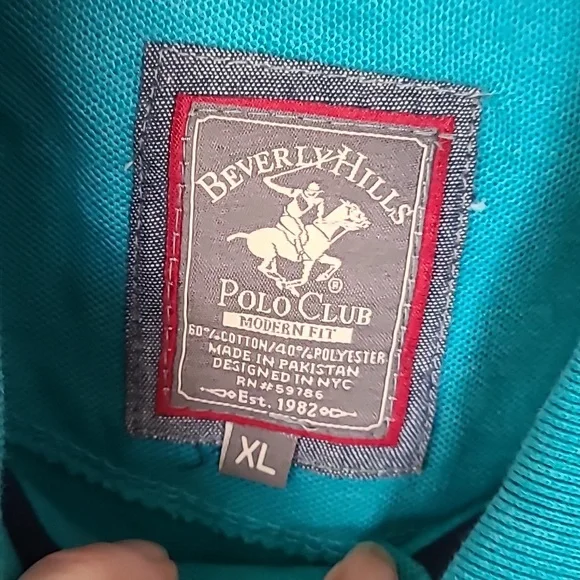 BEVERLY HILLS
®
POLO CLUB
MODERN FIT
60%COTTON/40%POLYESTER
MADE IN PAKISTAN
DESIGNED IN NYC
RN#59786
EST. 1982
XL